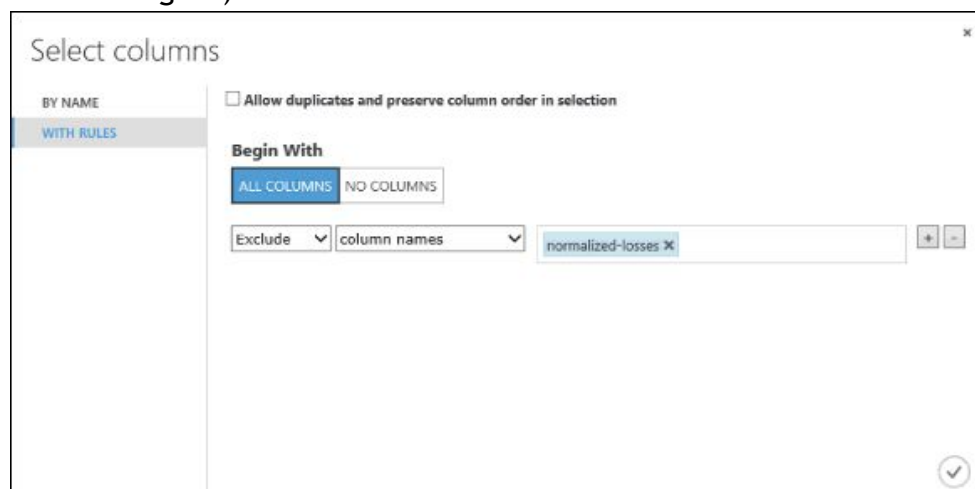 Select columns
×
BY NAME
WITH RULES
Allow duplicates and preserve column order in selection
Begin With
ALL COLUMNS NO COLUMNS
Exclude column names normalized-losses × + -